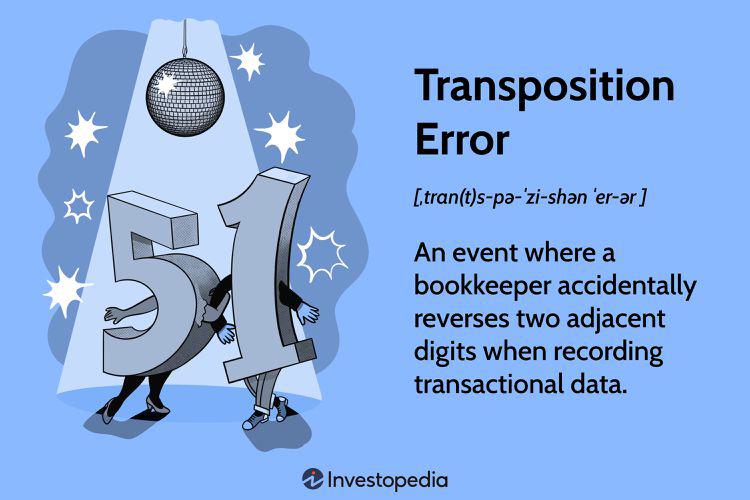 51
Transposition
Error
[ˌtran(t)s-pə-ˈzi-shən ˈer-ər ]
An event where a
bookkeeper accidentally
reverses two adjacent
digits when recording
transactional data.
Investopedia